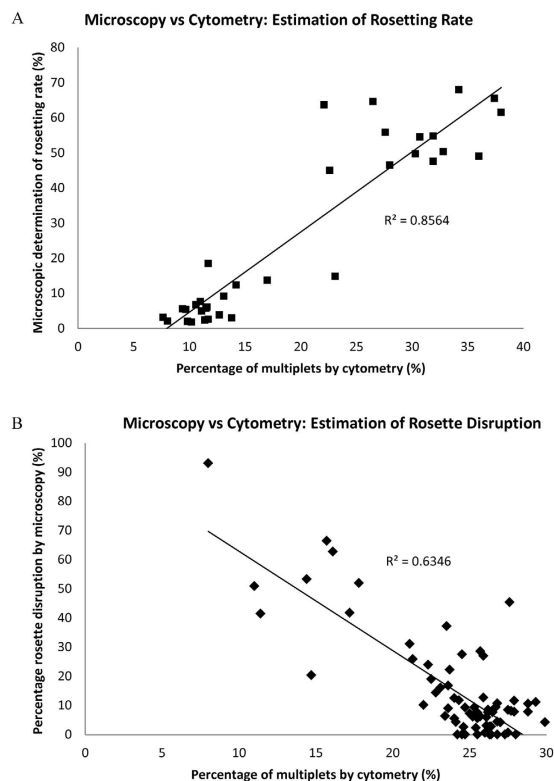 A
Microscopy vs Cytometry: Estimation of Rosetting Rate
Microscopic determination of rosetting rate (%)
80
70
60
50
40
30
20
10
0
R² = 0.8564
0 5 10 15 20 25 30 35 40
Percentage of multiplets by cytometry (%)
B
Microscopy vs Cytometry: Estimation of Rosette Disruption
Percentage rosette disruption by microscopy (%)
100
90
80
70
60
50
40
30
20
10
0
R² = 0.6346
0 5 10 15 20 25 30
Percentage of multiplets by cytometry (%)